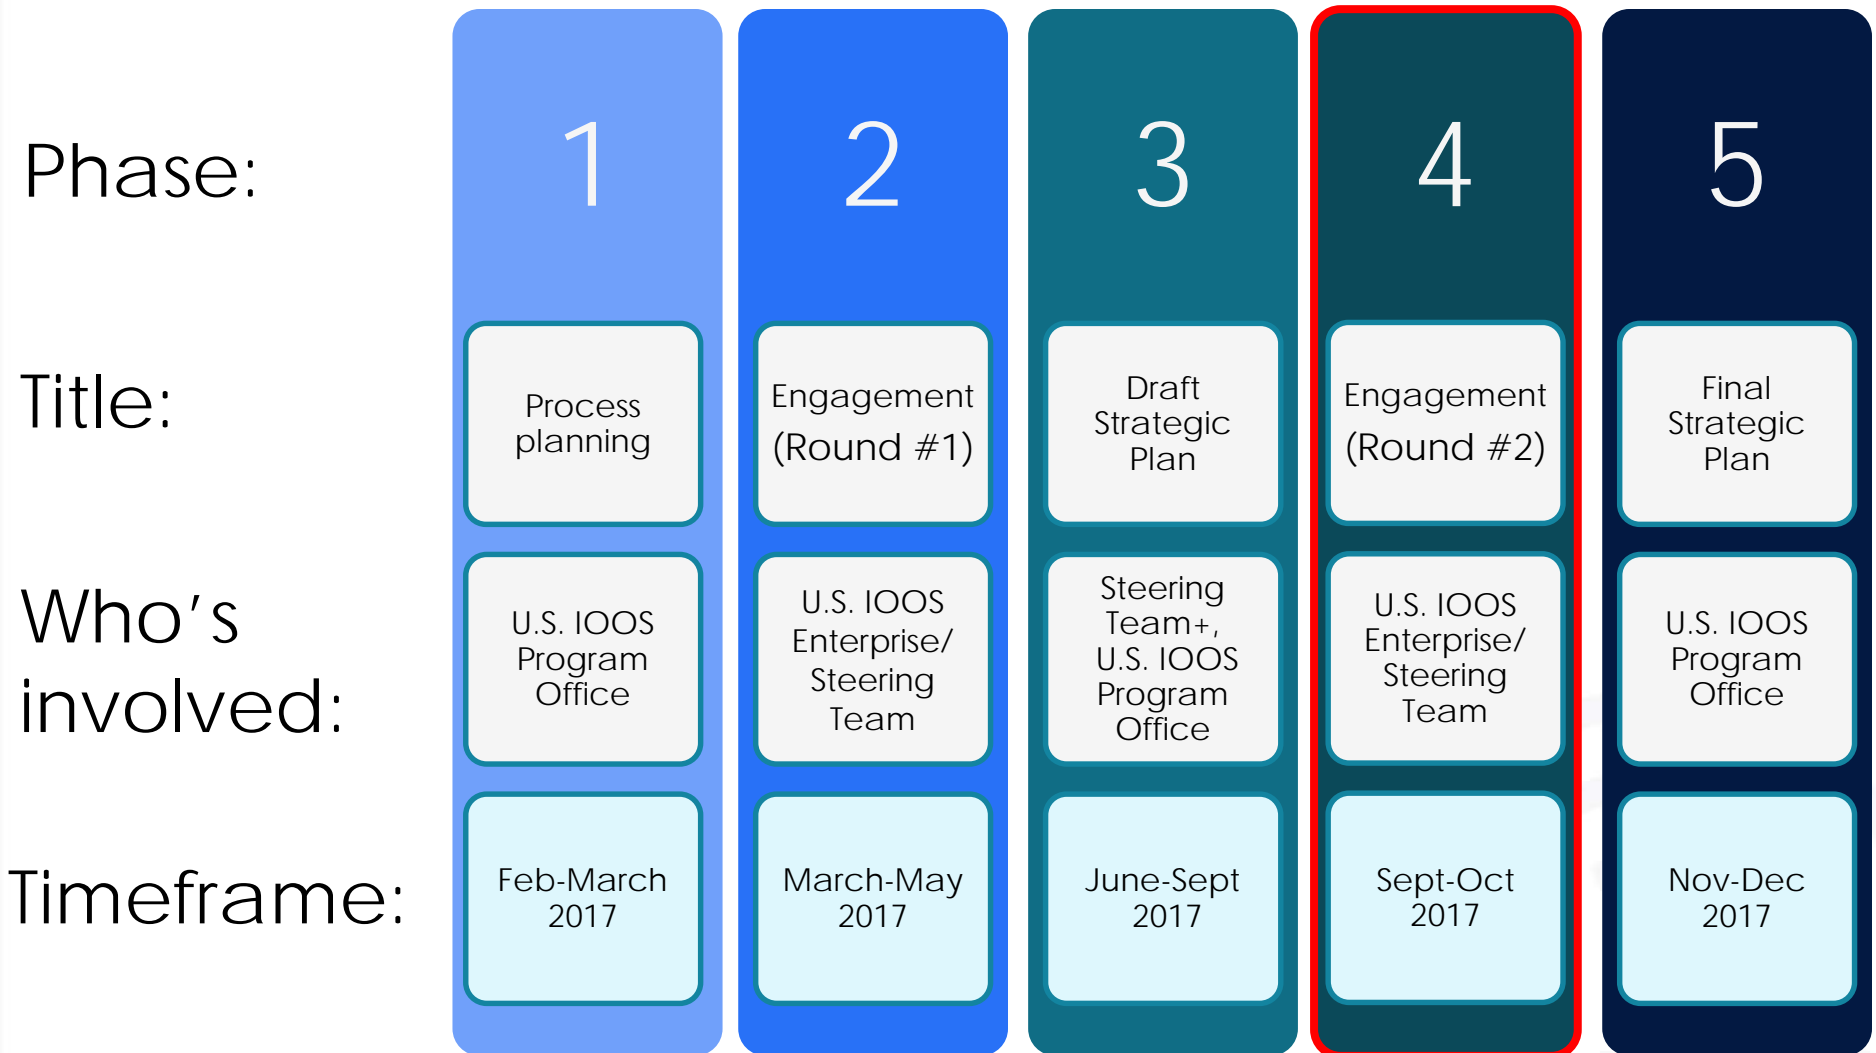 Phase:
1
2
3
4
5
Title:
Process
planning
Engagement
(Round #1)
Draft
Strategic
Plan
Engagement
(Round #2)
Final
Strategic
Plan
Who's
involved:
U.S. IOOS
Program
Office
U.S. IOOS
Enterprise/
Steering
Team
Steering
Team+,
U.S. IOOS
Program
Office
U.S. IOOS
Enterprise/
Steering
Team
U.S. IOOS
Program
Office
Timeframe:
Feb-March
2017
March-May
2017
June-Sept
2017
Sept-Oct
2017
Nov-Dec
2017